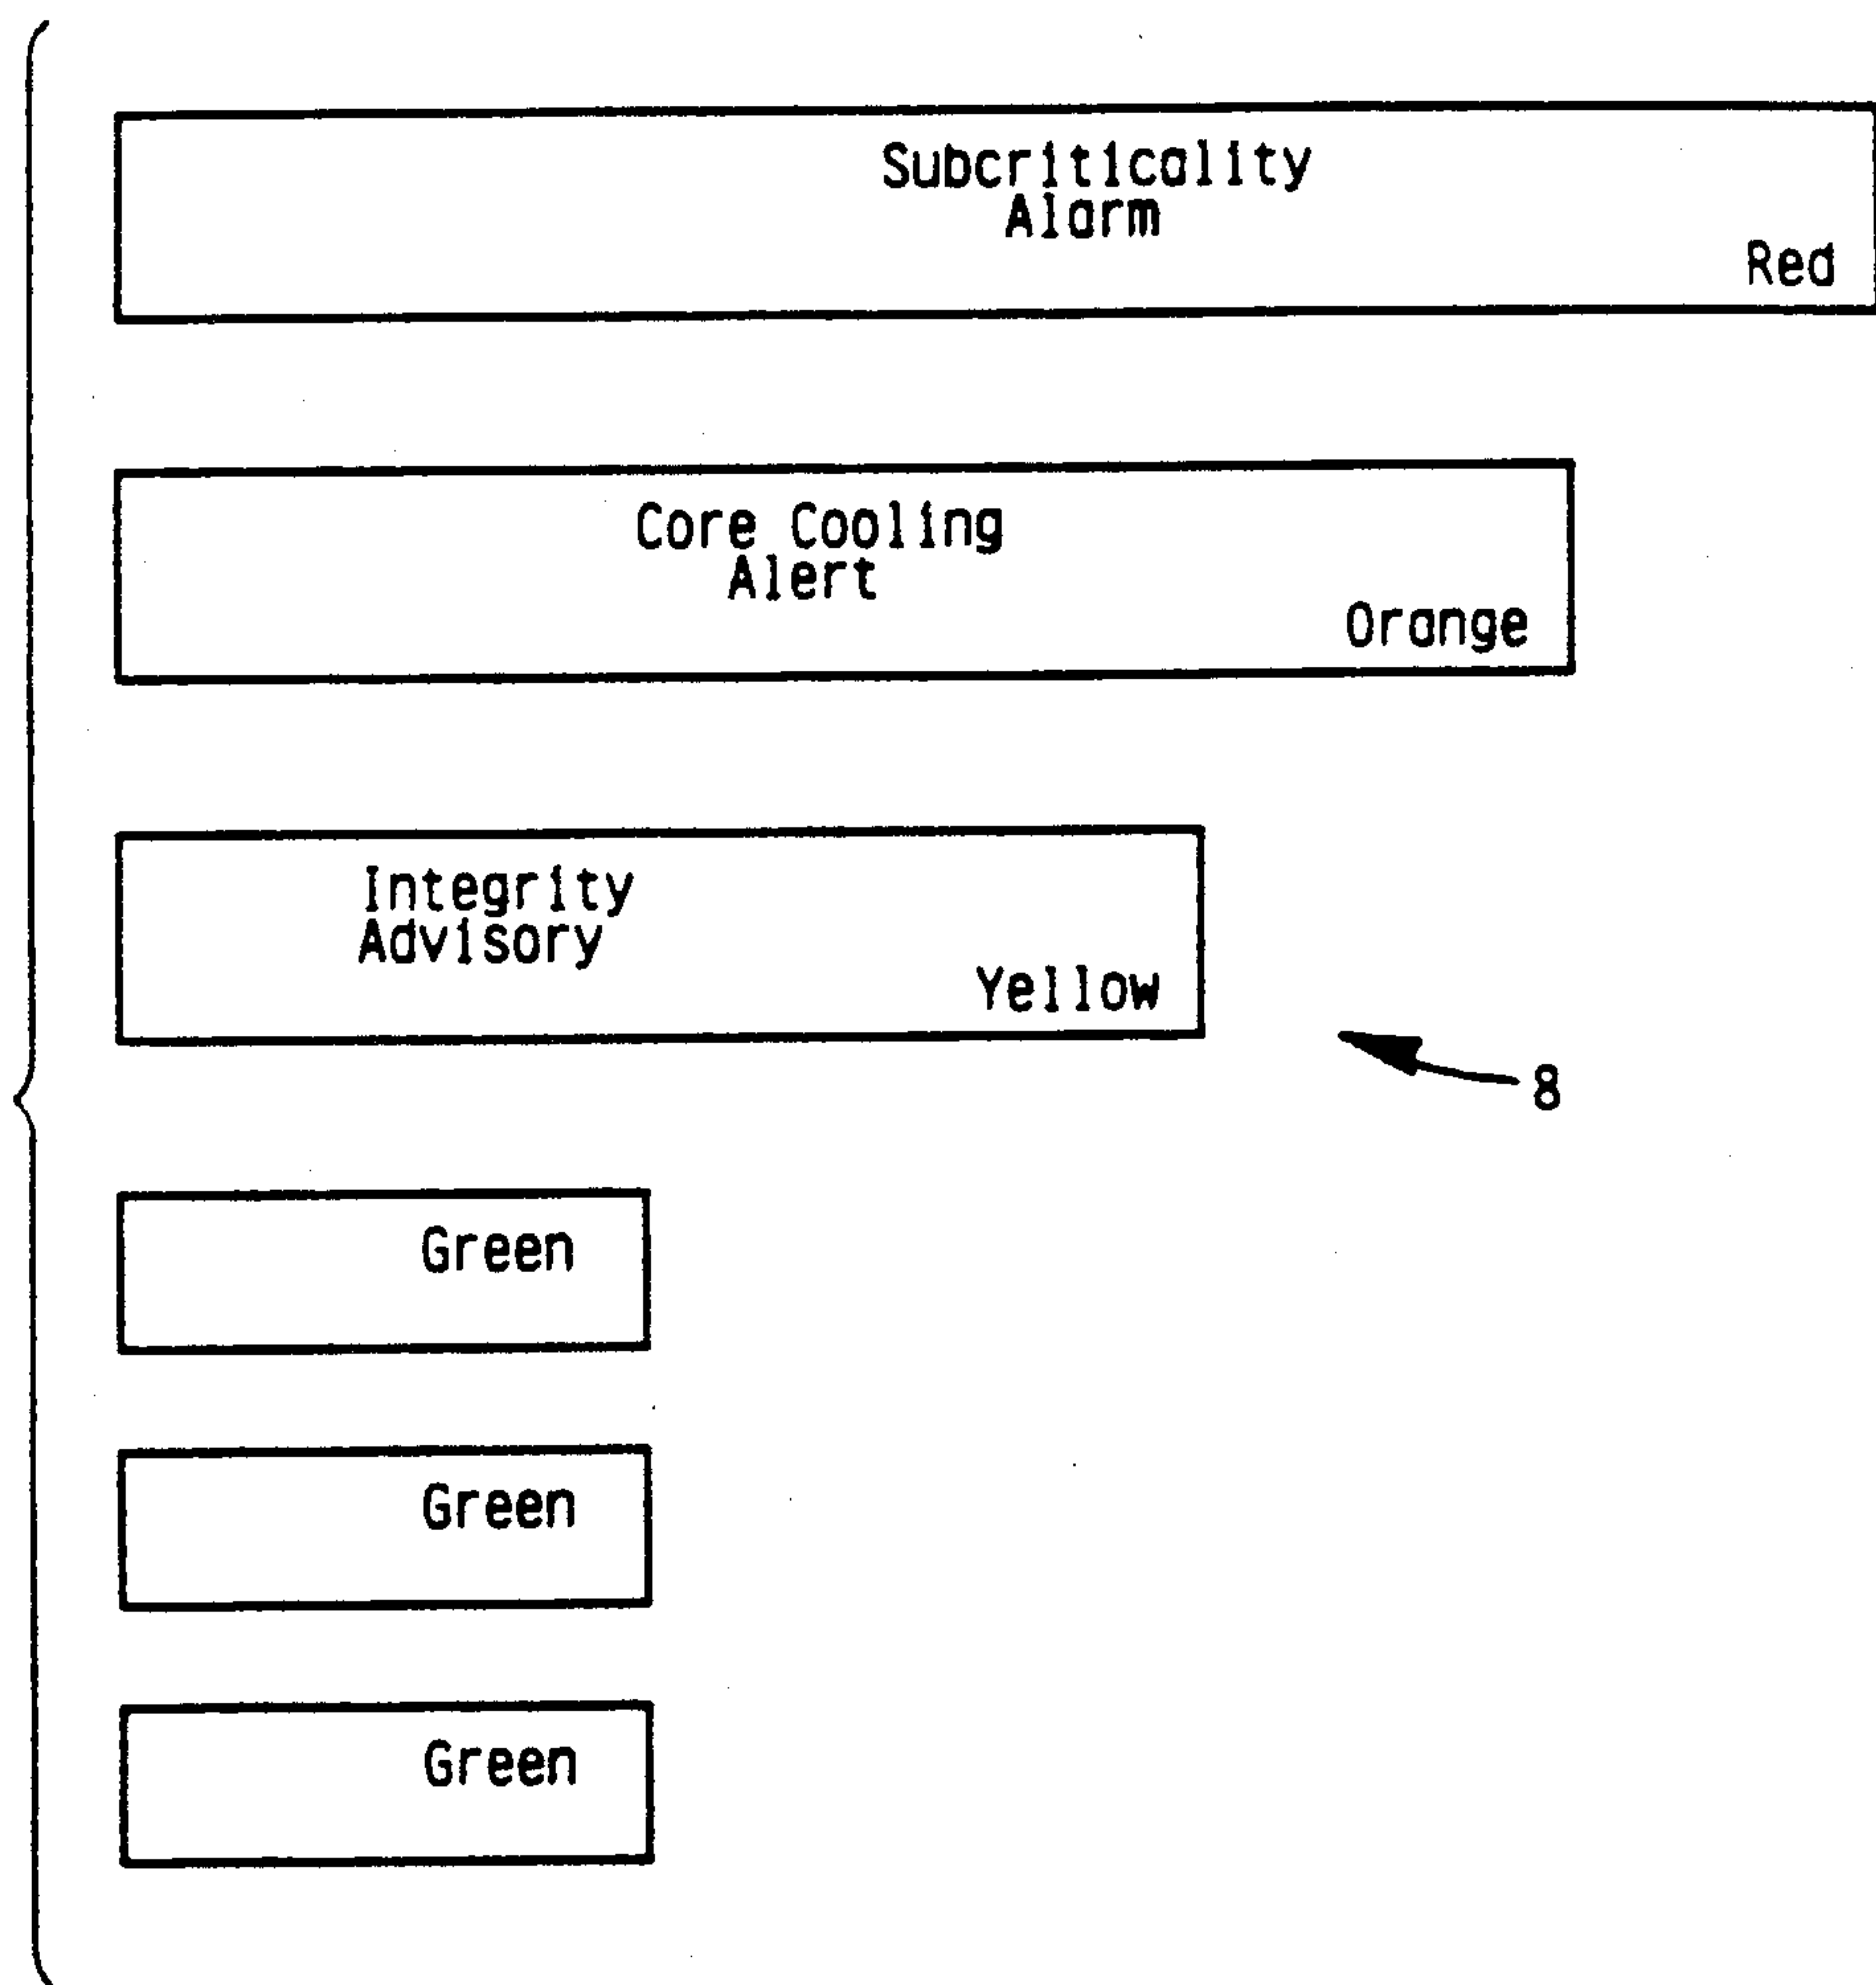 Subcriticality
Alarm
Red
Core Cooling
Alert
Orange
Integrity
Advisory
Yellow
8
Green
Green
Green